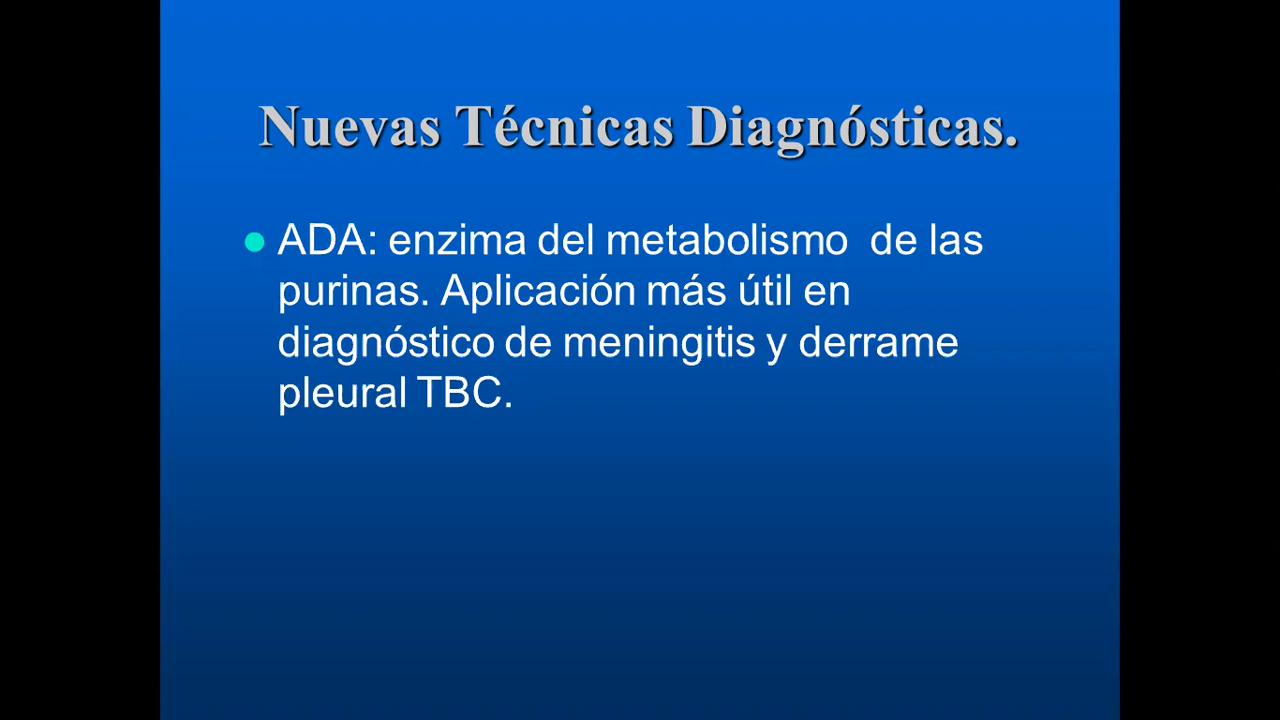 Nuevas Técnicas Diagnósticas.
ADA: enzima del metabolismo  de las
purinas. Aplicación más útil en
diagnóstico de meningitis y derrame
pleural TBC.